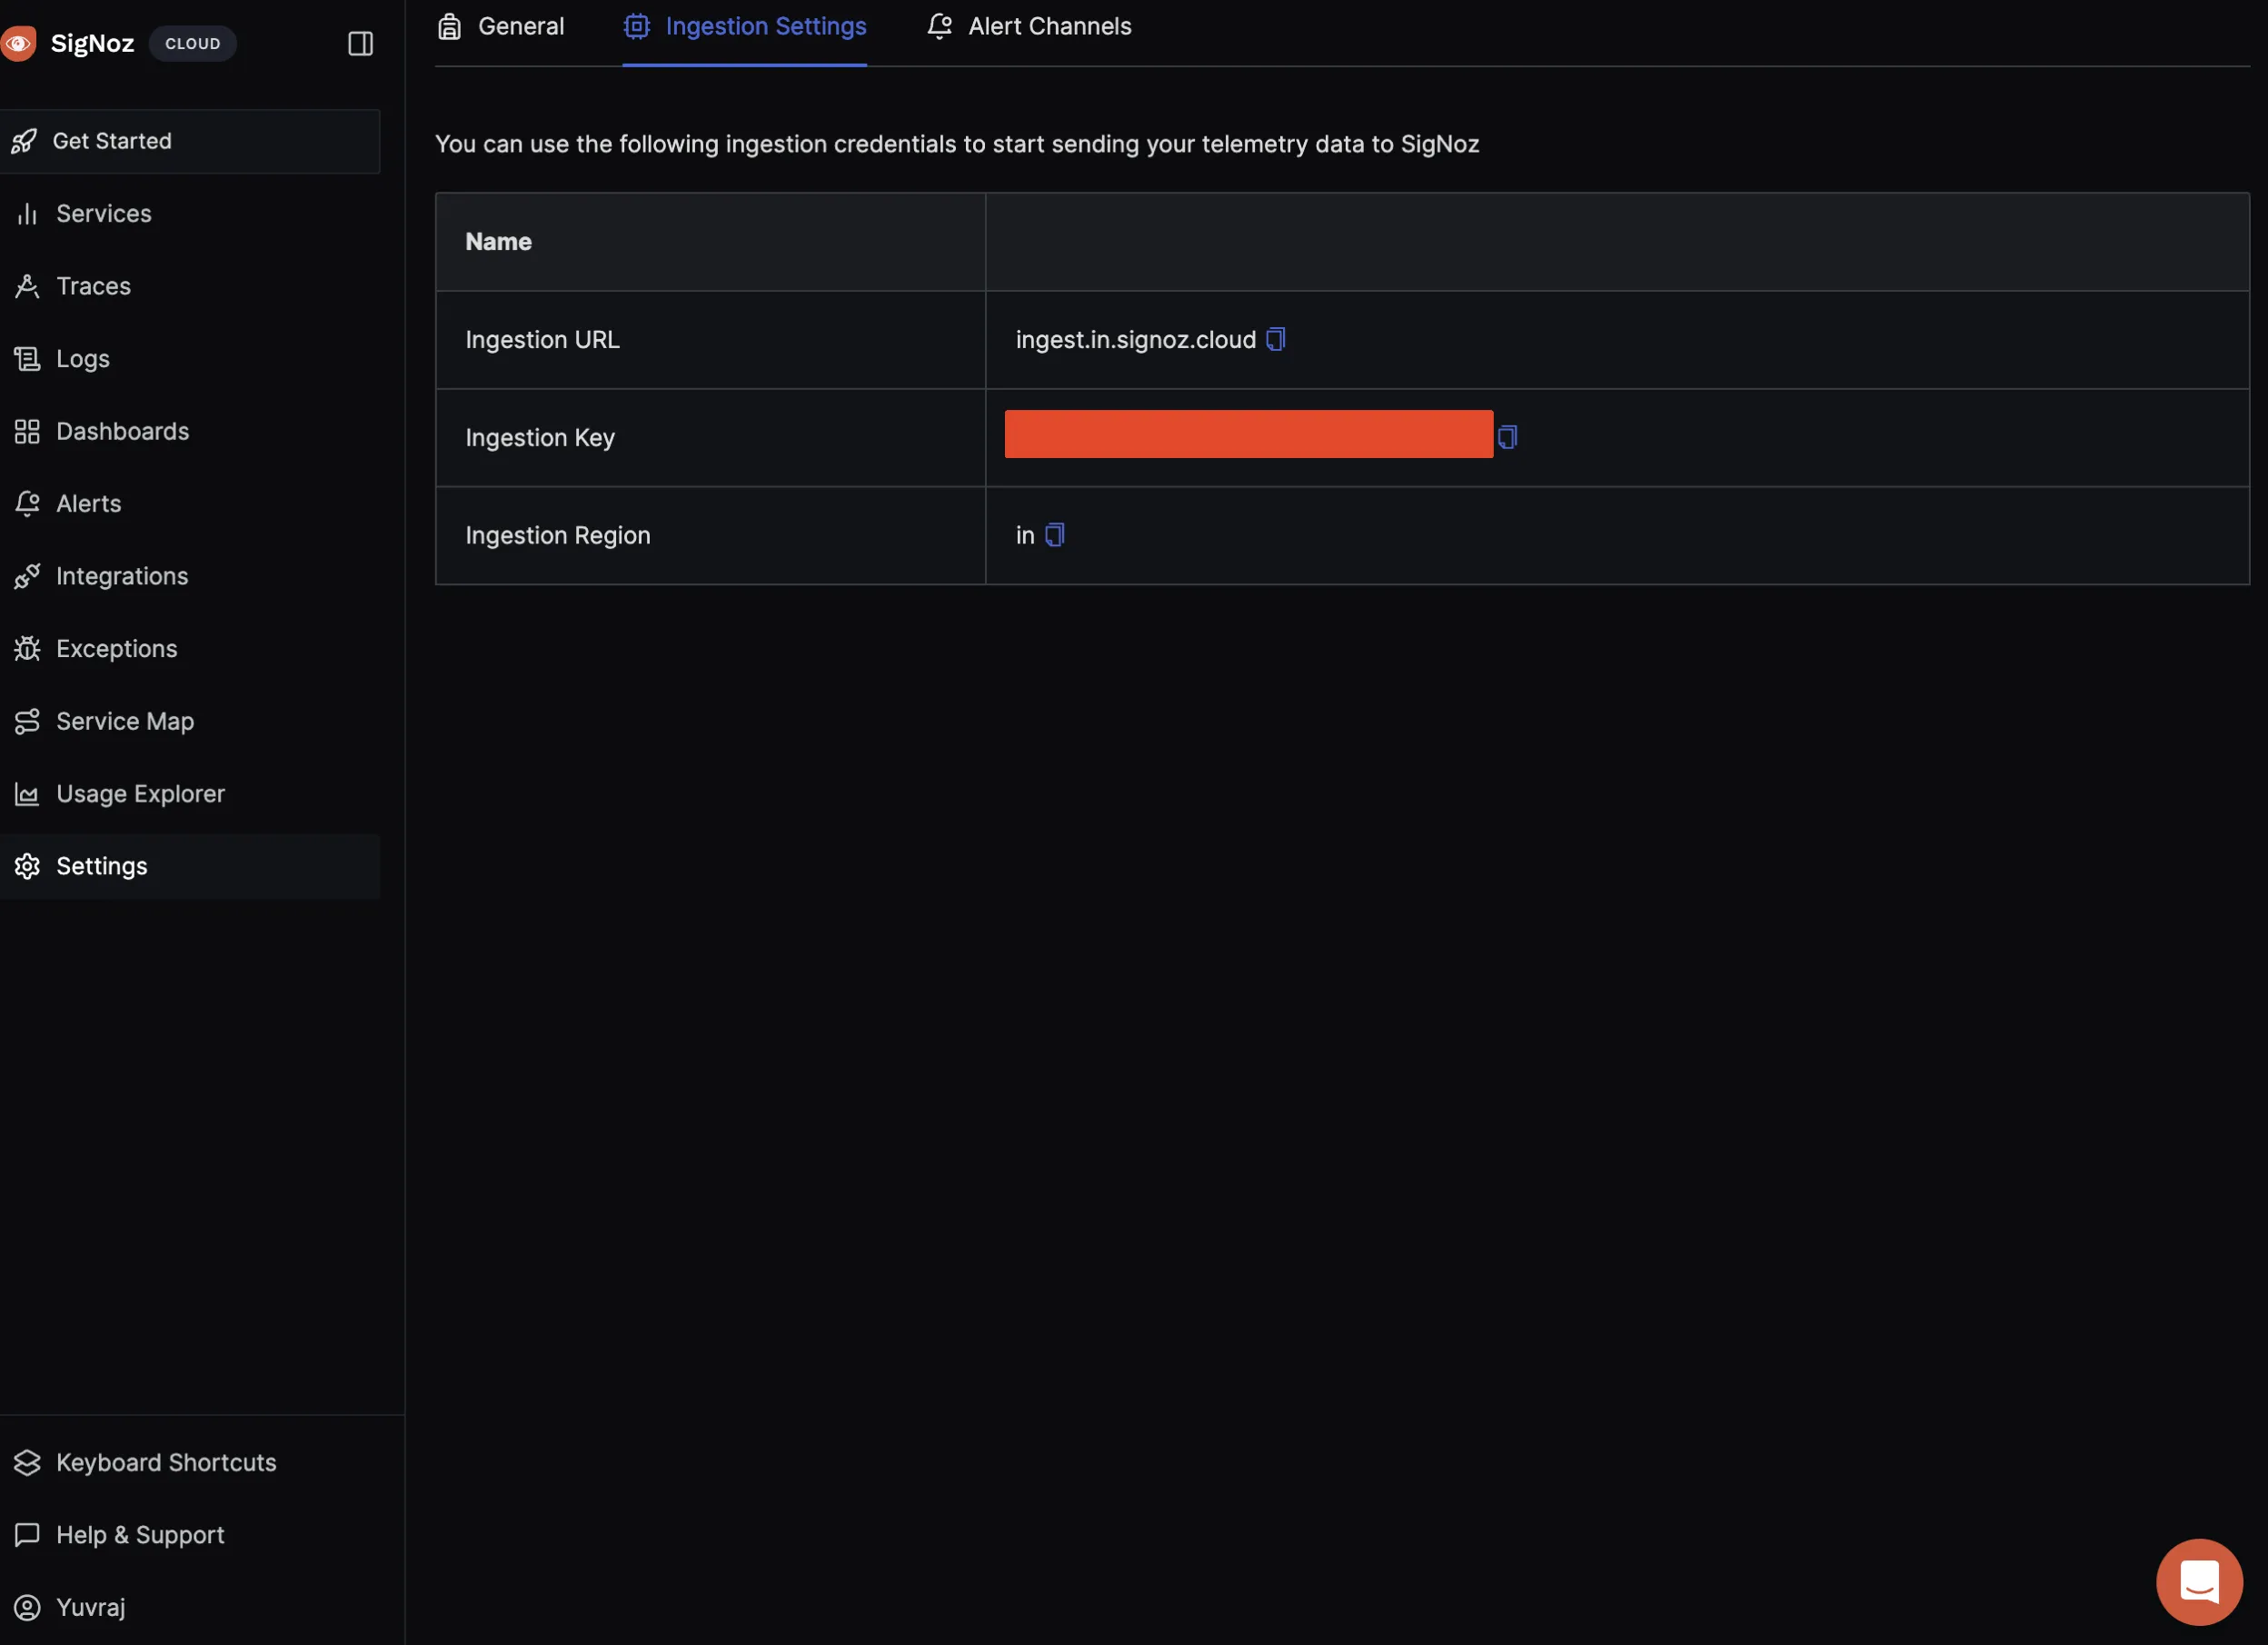 SigNoz CLOUD
Get Started
Services
Traces
Logs
Dashboards
Alerts
Integrations
Exceptions
Service Map
Usage Explorer
Settings
Keyboard Shortcuts
Help & Support
Yuvraj
General Ingestion Settings Alert Channels
You can use the following ingestion credentials to start sending your telemetry data to SigNoz
Name
Ingestion URL ingest.in.signoz.cloud
Ingestion Key
Ingestion Region in